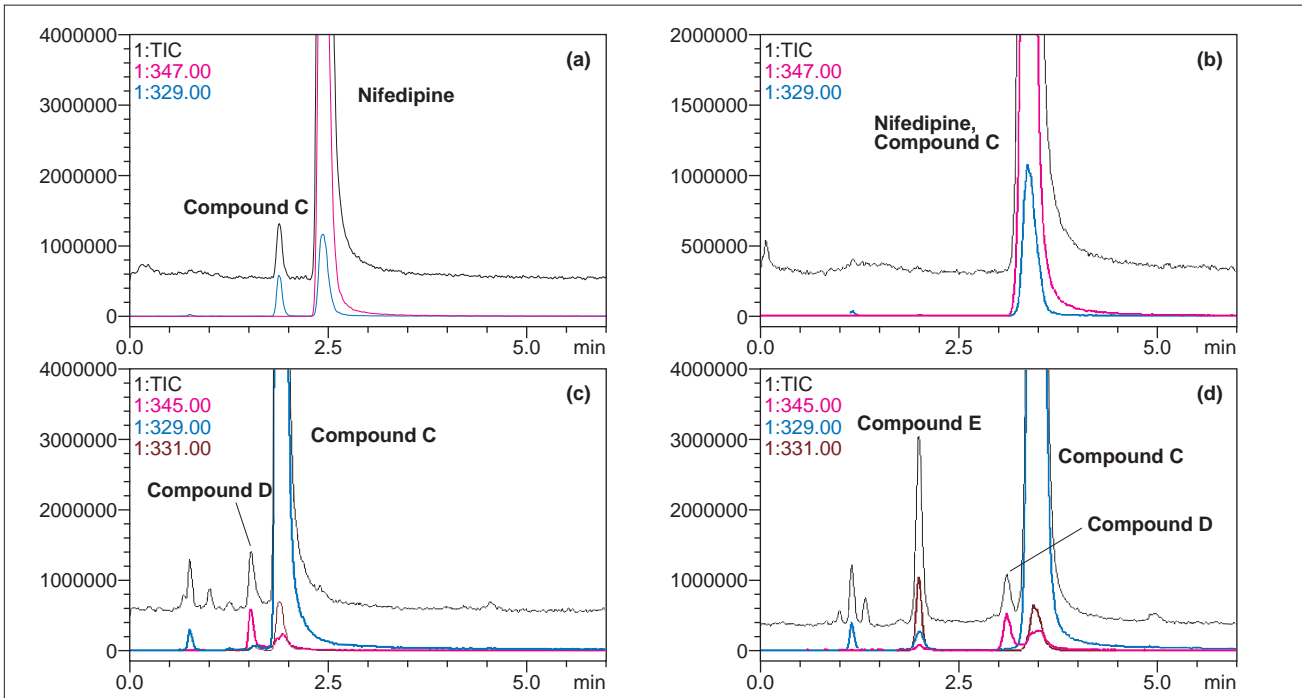 4000000
3000000
2000000
1000000
0
1:TIC
1:347.00
1:329.00
(a)
Nifedipine
Compound C
0.0 2.5 5.0 min
2000000
1500000
1000000
500000
0
1:TIC
1:347.00
1:329.00
(b)
Nifedipine,
Compound C
0.0 2.5 5.0 min
4000000
3000000
2000000
1000000
0
1:TIC
1:345.00
1:329.00
1:331.00
(c)
Compound C
Compound D
0.0 2.5 5.0 min
4000000
3000000
2000000
1000000
0
1:TIC
1:345.00
1:329.00
1:331.00
(d)
Compound E
Compound C
Compound D
0.0 2.5 5.0 min